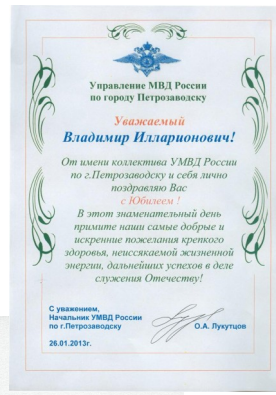 Управление МВД России
по городу Петрозаводску
Уважаемый
Владимир Илларионович!
От имени коллектива УМВД России
по г.Петрозаводску и себя лично
поздравляю Вас
с Юбилеем !
В этот знаменательный день
примите наши самые добрые и
искренние пожелания крепкого
здоровья, неиссякаемой жизненной
энергии, дальнейших успехов в деле
служения Отечеству!
С уважением,
Начальник УМВД России
по г.Петрозаводску
О.А. Лукутцов
26.01.2013г.